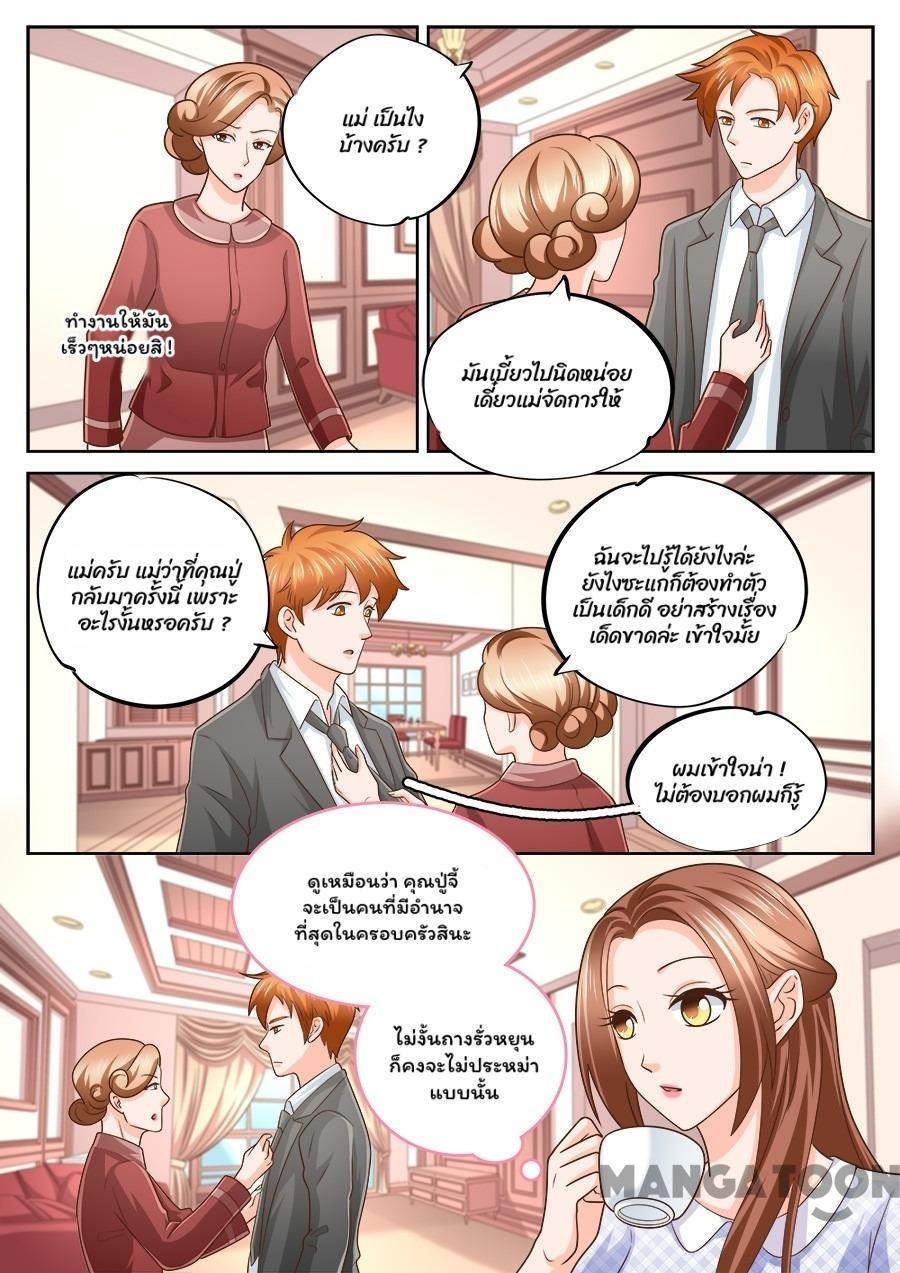 แม่ เป็นไง
บ้างครับ ?
ทำงานให้มัน
เร็วๆหน่อยสิ !
มันเบี้ยวไปนิดหน่อย
เดี๋ยวแม่จัดการให้
แม่ครับ แม่ว่าที่คุณปู่
กลับมาครั้งนี้ เพราะ
อะไรงั้นหรอครับ ?
ฉันจะไปรู้ได้ยังไงล่ะ
ยังไงซะแกก็ต้องทำตัว
เป็นเด็กดี อย่าสร้างเรื่อง
เด็ดขาดล่ะ เข้าใจมั้ย
ผมเข้าใจน่า !
ไม่ต้องบอกผมก็รู้
ดูเหมือนว่า คุณปู่จี้
จะเป็นคนที่มีอำนาจ
ที่สุดในครอบครัวสินะ
ไม่งั้นถางรั่วหยุน
ก็คงจะไม่ประหม่า
แบบนั้น
MANGATOON